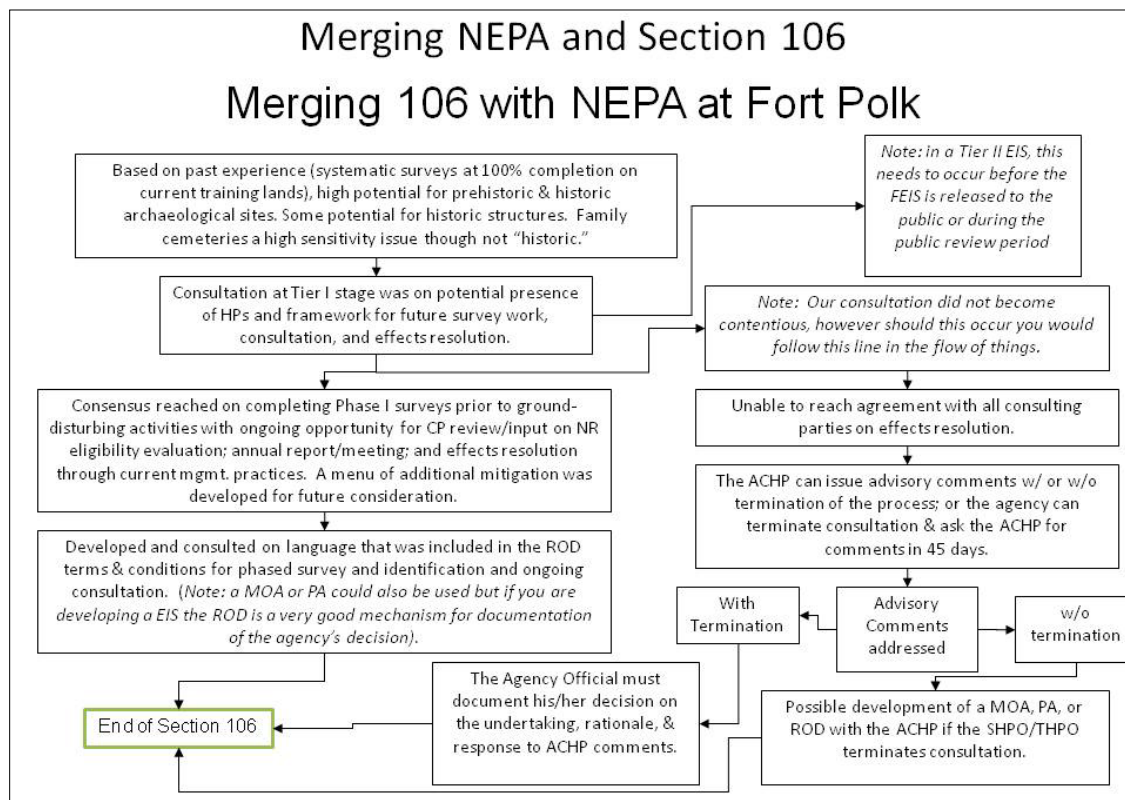 Merging NEPA and Section 106
Merging 106 with NEPA at Fort Polk
Based on past experience (systematic surveys at 100% completion on
current training lands), high potential for prehistoric & historic
archaeological sites. Some potential for historic structures. Family
cemeteries a high sensitivity issue though not “historic.”
Note: in a Tier II EIS, this
needs to occur before the
FEIS is released to the
public or during the
public review period
Consultation at Tier I stage was on potential presence
of HPs and framework for future survey work,
consultation, and effects resolution.
Note: Our consultation did not become
contentious, however should this occur you would
follow this line in the flow of things.
Consensus reached on completing Phase I surveys prior to ground-
disturbing activities with ongoing opportunity for CP review/input on NR
eligibility evaluation; annual report/meeting; and effects resolution
through current mgmt. practices. A menu of additional mitigation was
developed for future consideration.
Unable to reach agreement with all consulting
parties on effects resolution.
The ACHP can issue advisory comments w/ or w/o
termination of the process; or the agency can
terminate consultation & ask the ACHP for
comments in 45 days.
Developed and consulted on language that was included in the ROD
terms & conditions for phased survey and identification and ongoing
consultation. (Note: a MOA or PA could also be used but if you are
developing a EIS the ROD is a very good mechanism for documentation
of the agency’s decision).
With
Termination
Advisory
Comments
addressed
w/o
termination
The Agency Official must
document his/her decision on
the undertaking, rationale, &
response to ACHP comments.
Possible development of a MOA, PA, or
ROD with the ACHP if the SHPO/THPO
terminates consultation.
End of Section 106